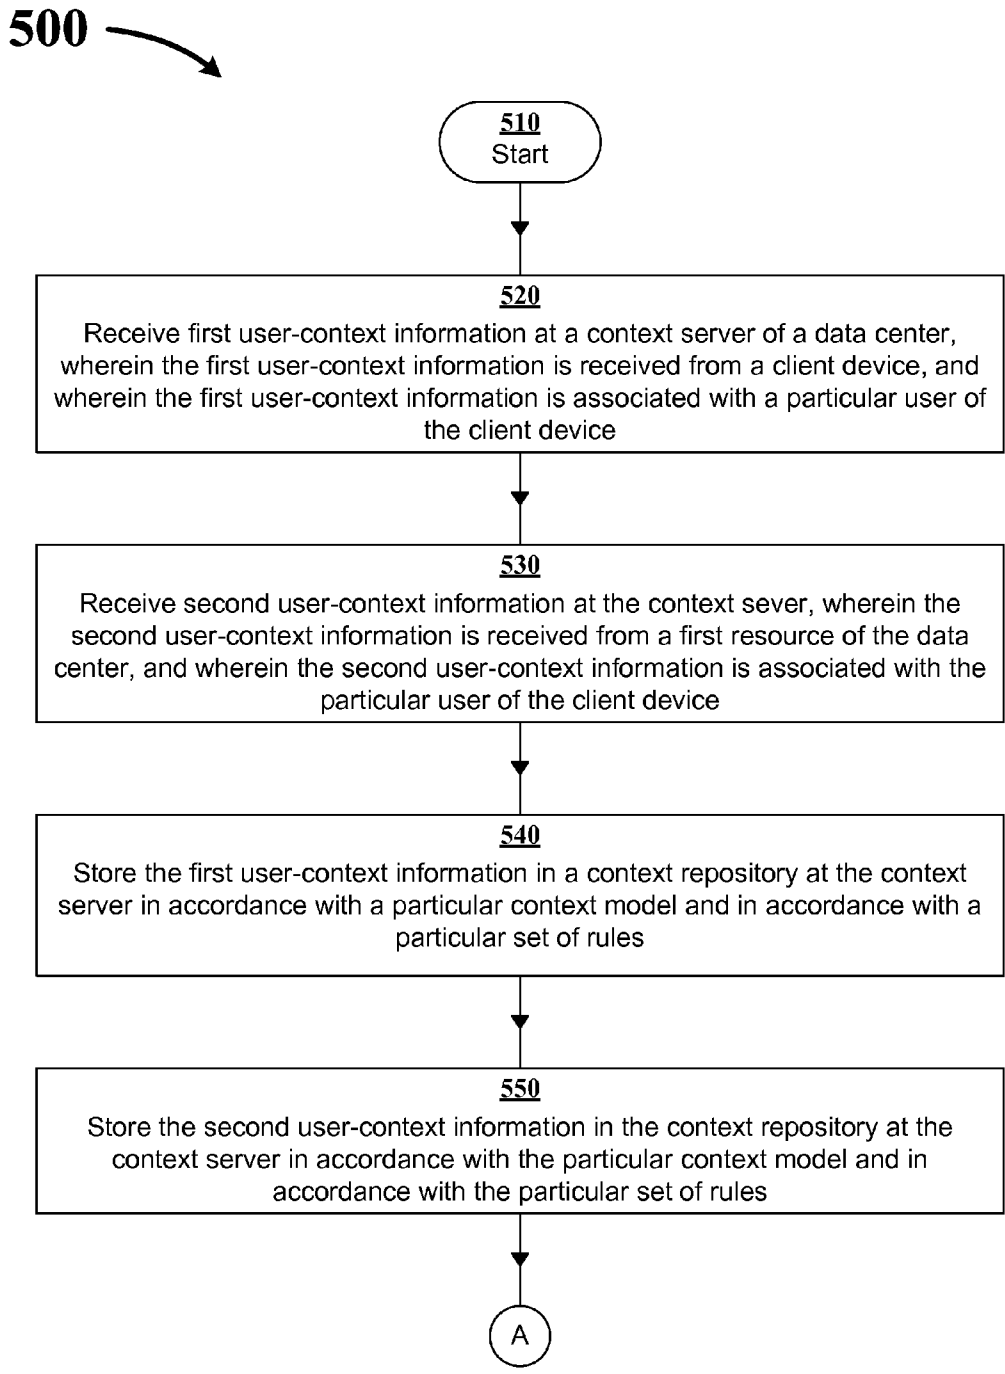 500
510
Start
520
Receive first user-context information at a context server of a data center,
wherein the first user-context information is received from a client device, and
wherein the first user-context information is associated with a particular user of
the client device
530
Receive second user-context information at the context sever, wherein the
second user-context information is received from a first resource of the data
center, and wherein the second user-context information is associated with the
particular user of the client device
540
Store the first user-context information in a context repository at the context
server in accordance with a particular context model and in accordance with a
particular set of rules
550
Store the second user-context information in the context repository at the
context server in accordance with the particular context model and in
accordance with the particular set of rules
A